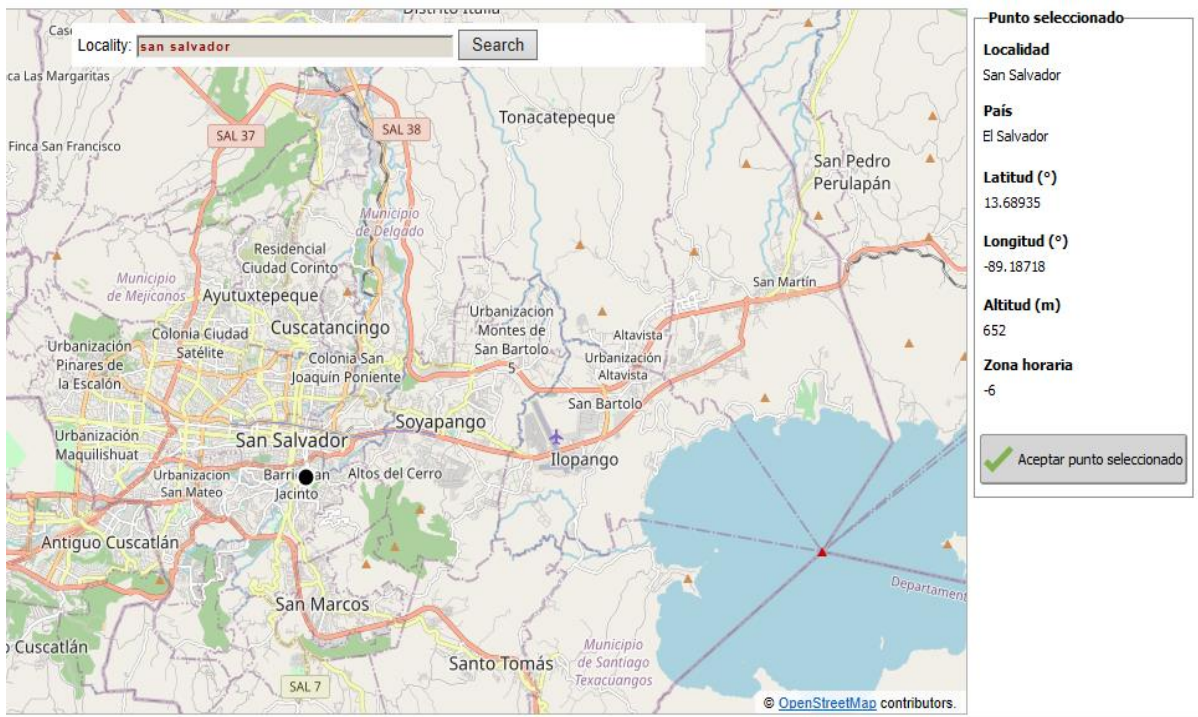 Distrito Italia
Locality: san salvador Search
ca Las Margaritas
Finca San Francisco
SAL 37
SAL 38
Tonacatepeque
San Pedro
Perulapán
Municipio
de Delgado
Residencial
Ciudad Corinto
Municipio
de Mejicanos
Ayutuxtepeque
San Martín
Urbanizacion
Montes de
San Bartolo
5
Cuscatancingo
Colonia Ciudad
Satélite
Altavista
Urbanización
Pinares de
la Escalón
Colonia San
Joaquín Poniente
Urbanización
Altavista
San Bartolo
Soyapango
Urbanización
Maquilishuat
San Salvador
Ilopango
Urbanizacion
San Mateo
Jacinto
Altos del Cerro
Antiguo Cuscatlán
San Marcos
Departament
o Cuscatlán
Santo Tomás
Municipio
de Santiago
Texacuangos
SAL 7
© OpenStreetMap contributors.
Punto seleccionado
Localidad
San Salvador
País
El Salvador
Latitud (°)
13.68935
Longitud (°)
-89.18718
Altitud (m)
652
Zona horaria
-6
Aceptar punto seleccionado